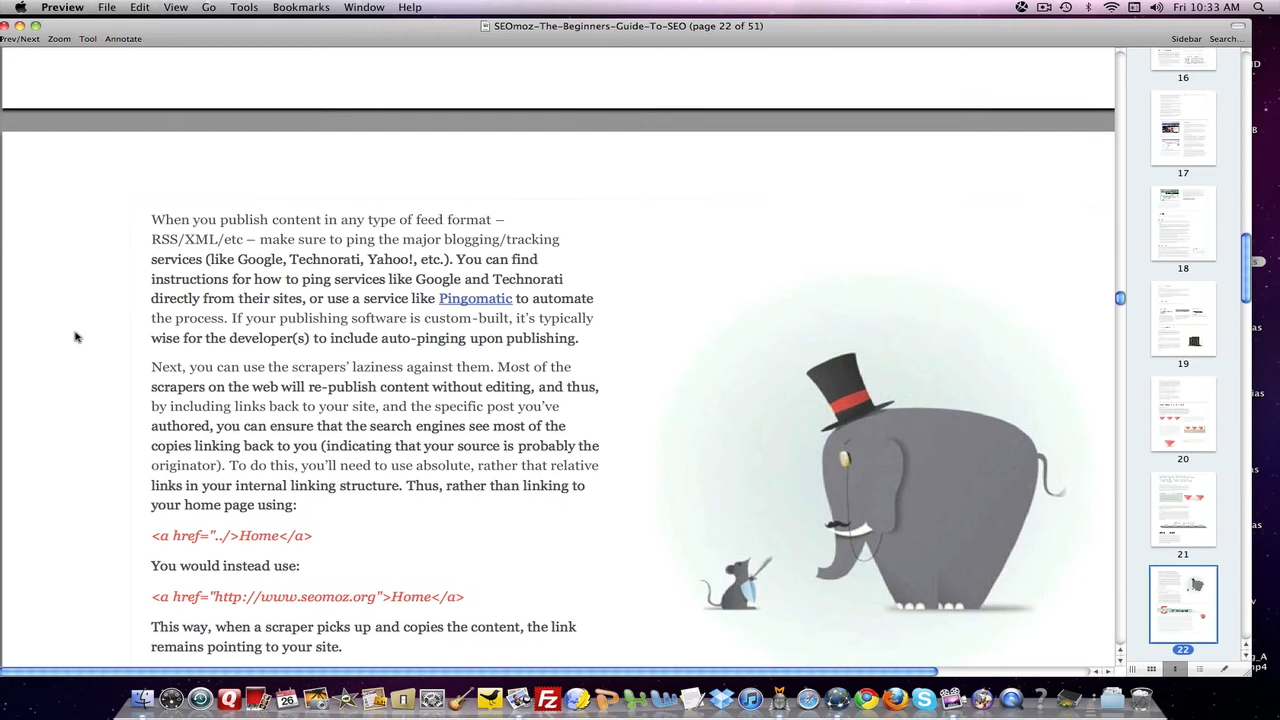 Preview File Edit View Go Tools Bookmarks Window Help Fri 10:33 AM
SEOmoz-The-Beginners-Guide-To-SEO (page 22 of 51)
Prev/Next Zoom Tool Annotate Sidebar Search...
When you publish content in any type of feed format –
RSS/XML/etc – make sure to ping the major blogging/tracking
services (like Google, Technorati, Yahoo!, etc.). You can find
instructions for how to ping services like Google and Technorati
directly from their sites, or use a service like Pingomatic to automate
the process. If your publishing software is custom-built, it's typically
wise for the developer(s) to include auto-pinging upon publishing.
Next, you can use the scrapers' laziness against them. Most of the
scrapers on the web will re-publish content without editing, and thus,
by including links back to your site, and the specific post you've
authored, you can ensure that the search engines see most of the
copies linking back to you (indicating that your source is probably the
originator). To do this, you'll need to use absolute, rather that relative
links in your internal linking structure. Thus, rather than linking to
your home page using:
<a href="../>Home</a>
You would instead use:
<a href="http://www.seomoz.org">Home</a>
This way, when a scraper picks up and copies the content, the link
remains pointing to your site.
16
17
18
19
20
21
22
26